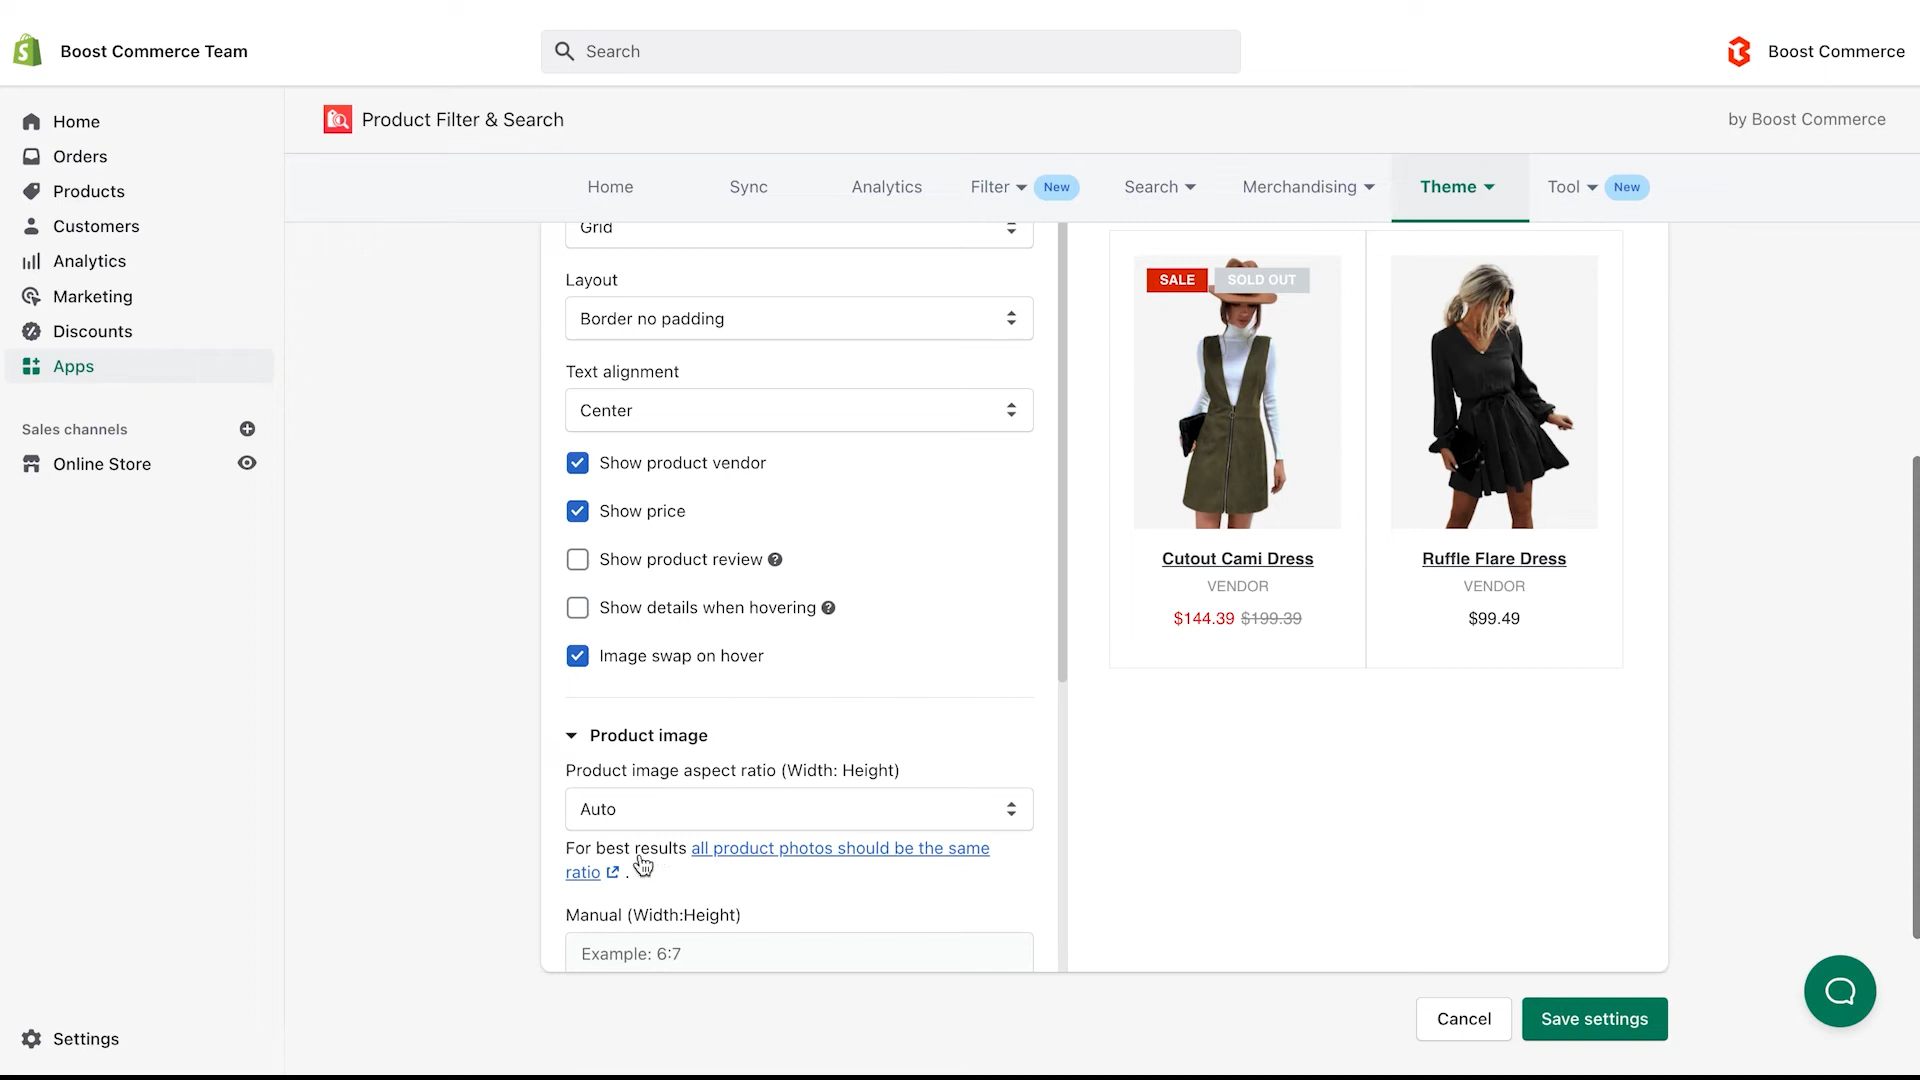 Boost Commerce Team
Search
Boost Commerce
Home
Orders
Products
Customers
Analytics
Marketing
Discounts
Apps
Sales channels
Online Store
Settings
Product Filter & Search
by Boost Commerce
Home Sync Analytics Filter New Search Merchandising Theme Tool New
Grid
Layout
Border no padding
Text alignment
Center
Show product vendor
Show price
Show product review
Show details when hovering
Image swap on hover
Product image
Product image aspect ratio (Width: Height)
Auto
For best results all product photos should be the same
ratio .
Manual (Width:Height)
Example: 6:7
SALE SOLD OUT
Cutout Cami Dress
VENDOR
$144.39 $199.39
Ruffle Flare Dress
VENDOR
$99.49
Cancel
Save settings